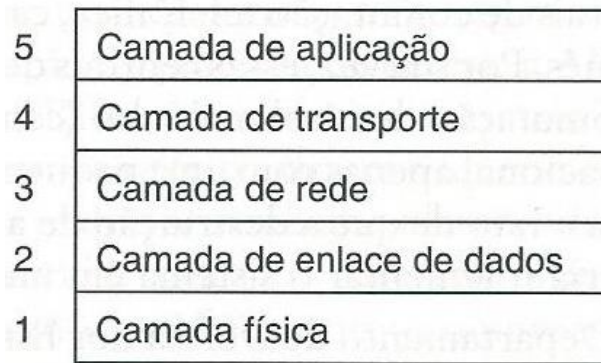 5 Camada de aplicação
4 Camada de transporte
3 Camada de rede
2 Camada de enlace de dados
1 Camada física